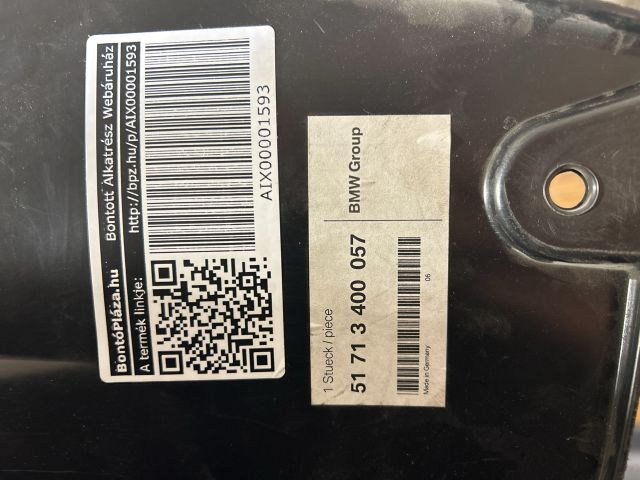 BontóPláza.hu Bontott Alkatrész Webáruház
A termék linkje: http://bpz.hu/p/AIX00001593
AIX00001593
1 Stueck / piece
51 71 3 400 057 BMW Group
06
Made in Germany